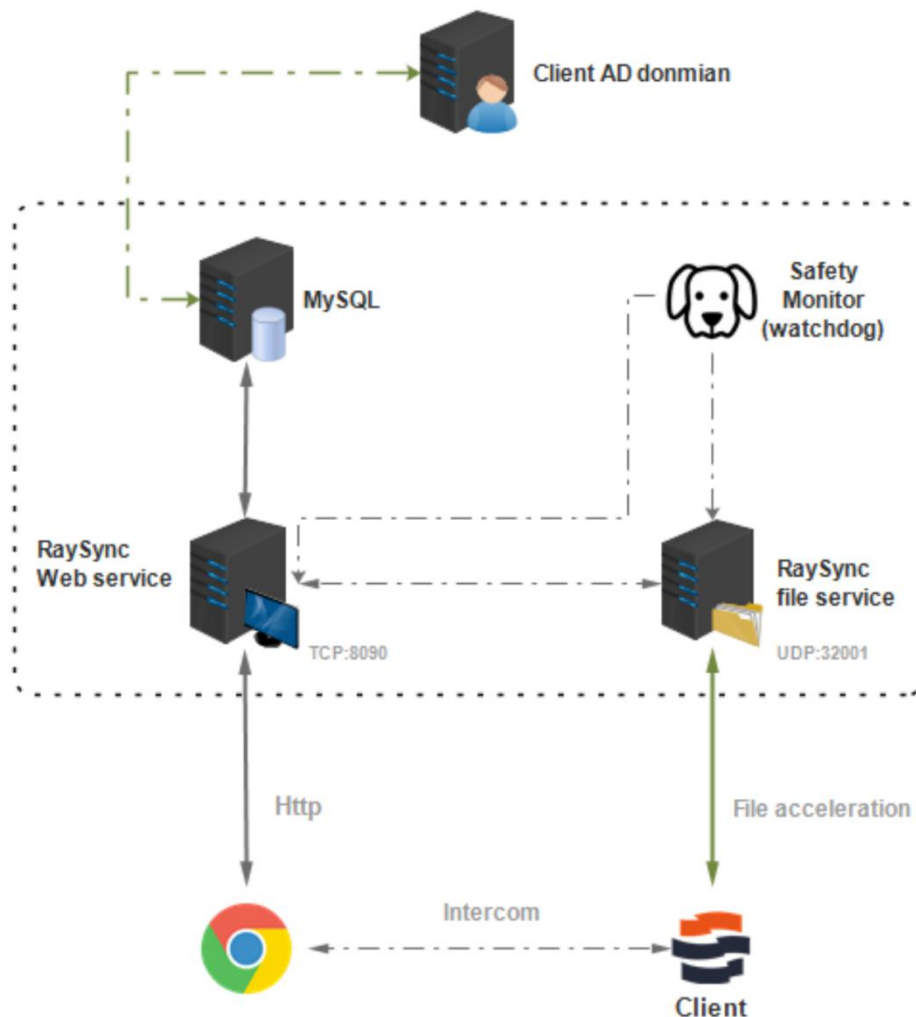 Client AD donmian
MySQL
Safety
Monitor
(watchdog)
RaySync
Web service
TCP:8090
RaySync
file service
UDP:32001
Http
File acceleration
Intercom
Client